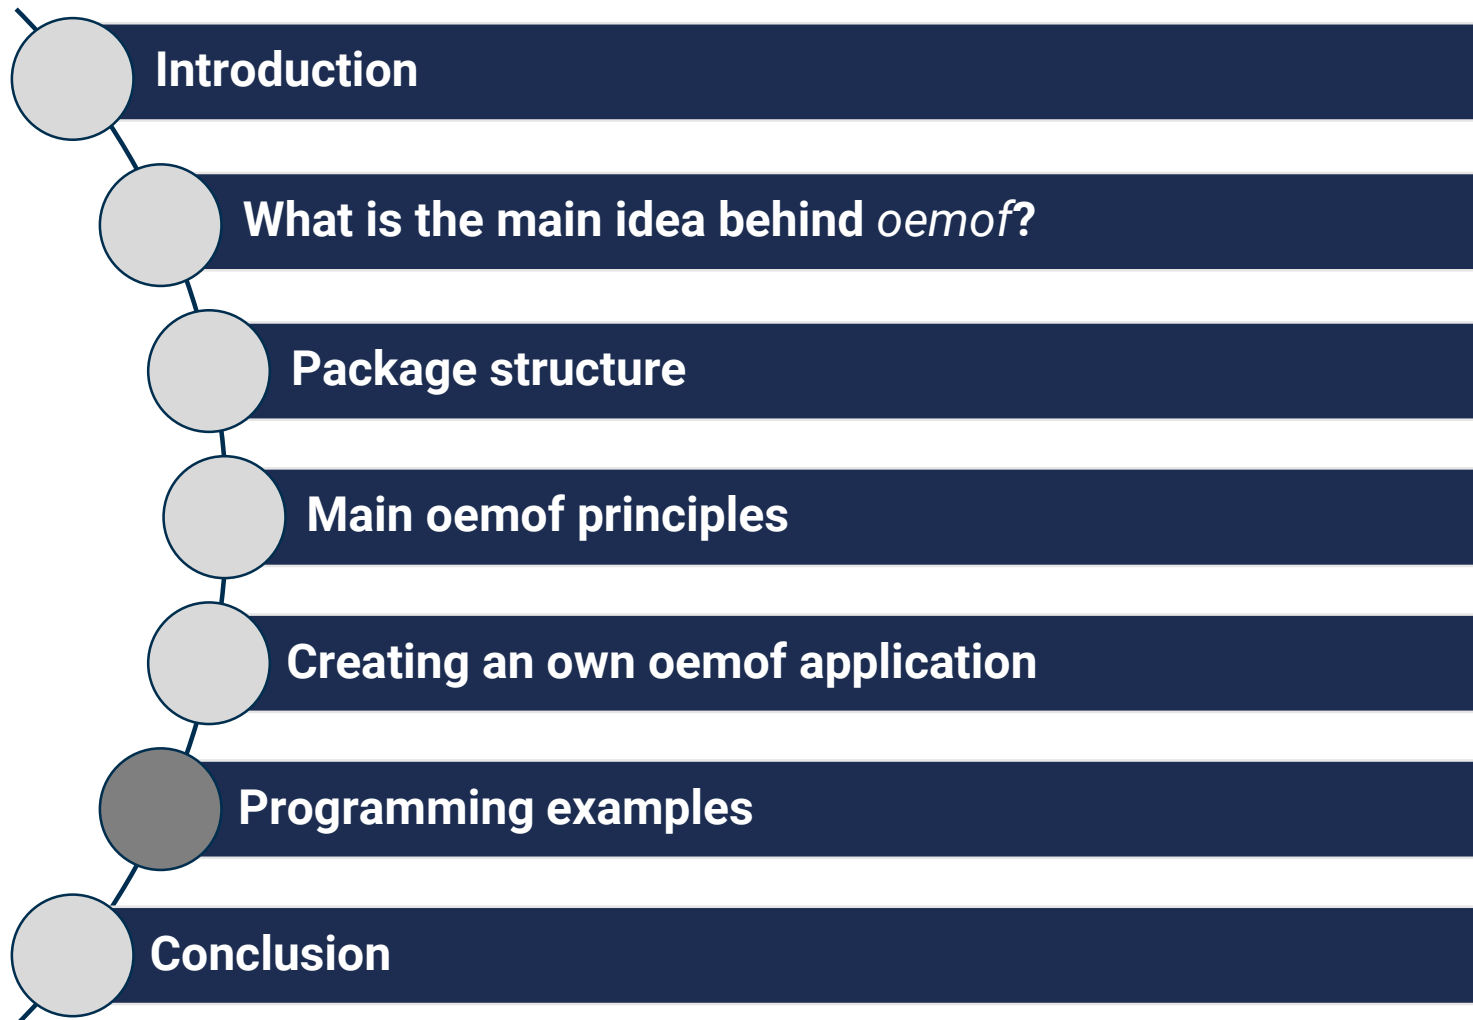 Introduction
What is the main idea behind oemof?
Package structure
Main oemof principles
Creating an own oemof application
Programming examples
Conclusion